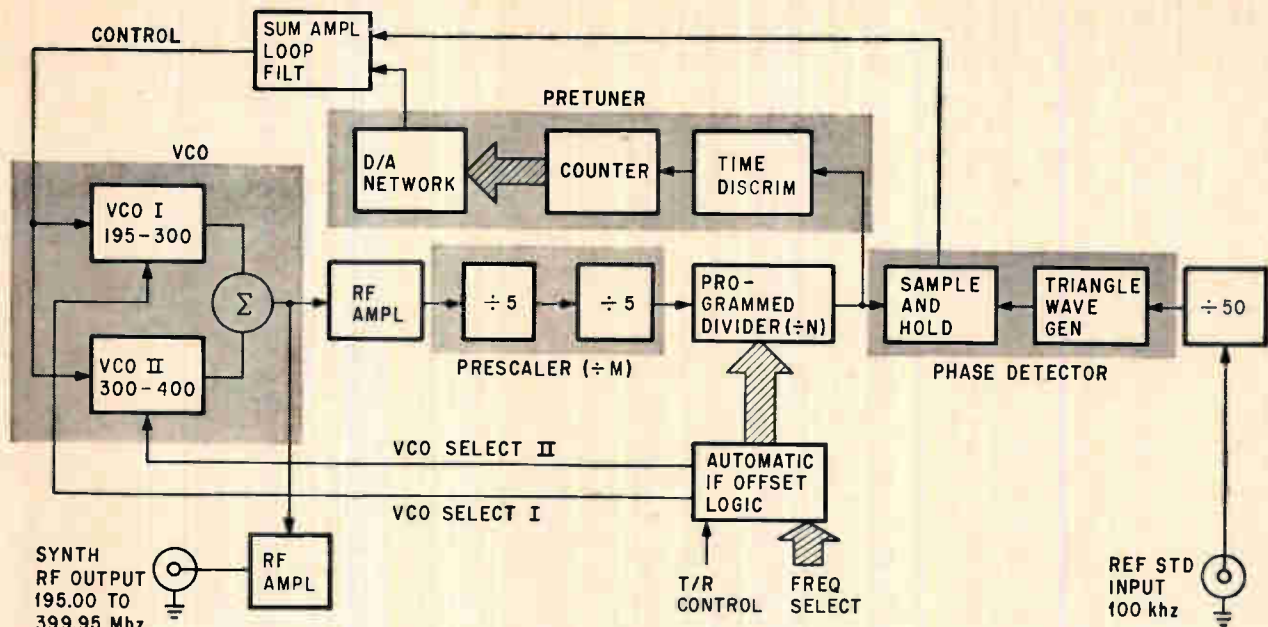 CONTROL
SUM AMPL
LOOP
FILT
PRETUNER
D/A
NETWORK
COUNTER
TIME
DISCRIM
VCO
VCO I
195-300
Σ
VCO II
300-400
RF
AMPL
÷5
÷5
PRESCALER (÷M)
PRO-
GRAMMED
DIVIDER (÷N)
SAMPLE
AND
HOLD
TRIANGLE
WAVE
GEN
PHASE DETECTOR
÷50
VCO SELECT II
VCO SELECT I
AUTOMATIC
IF OFFSET
LOGIC
T/R
CONTROL
FREQ
SELECT
SYNTH
RF OUTPUT
195.00 TO
399.95 Mhz
RF
AMPL
REF STD
INPUT
100 khz